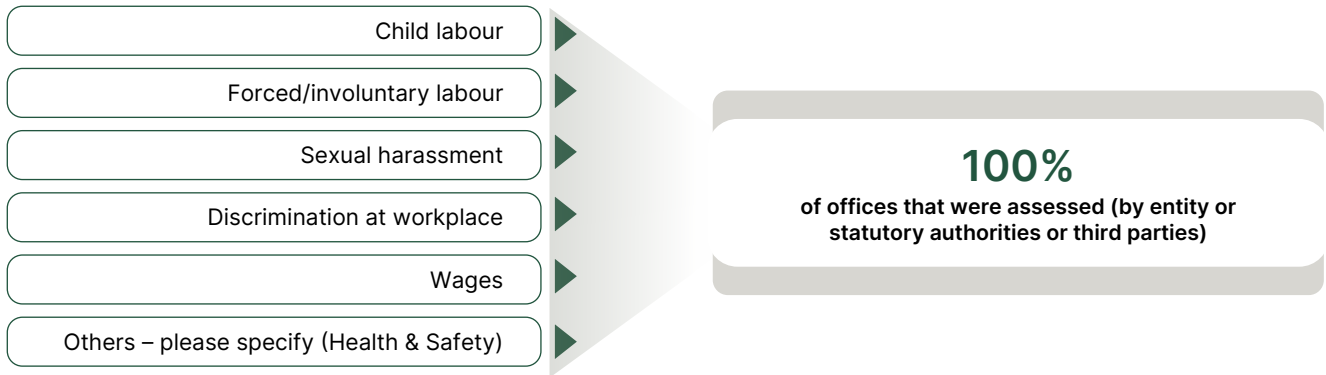 Child labour
Forced/involuntary labour
Sexual harassment
Discrimination at workplace
Wages
Others – please specify (Health & Safety)
100%
of offices that were assessed (by entity or
statutory authorities or third parties)